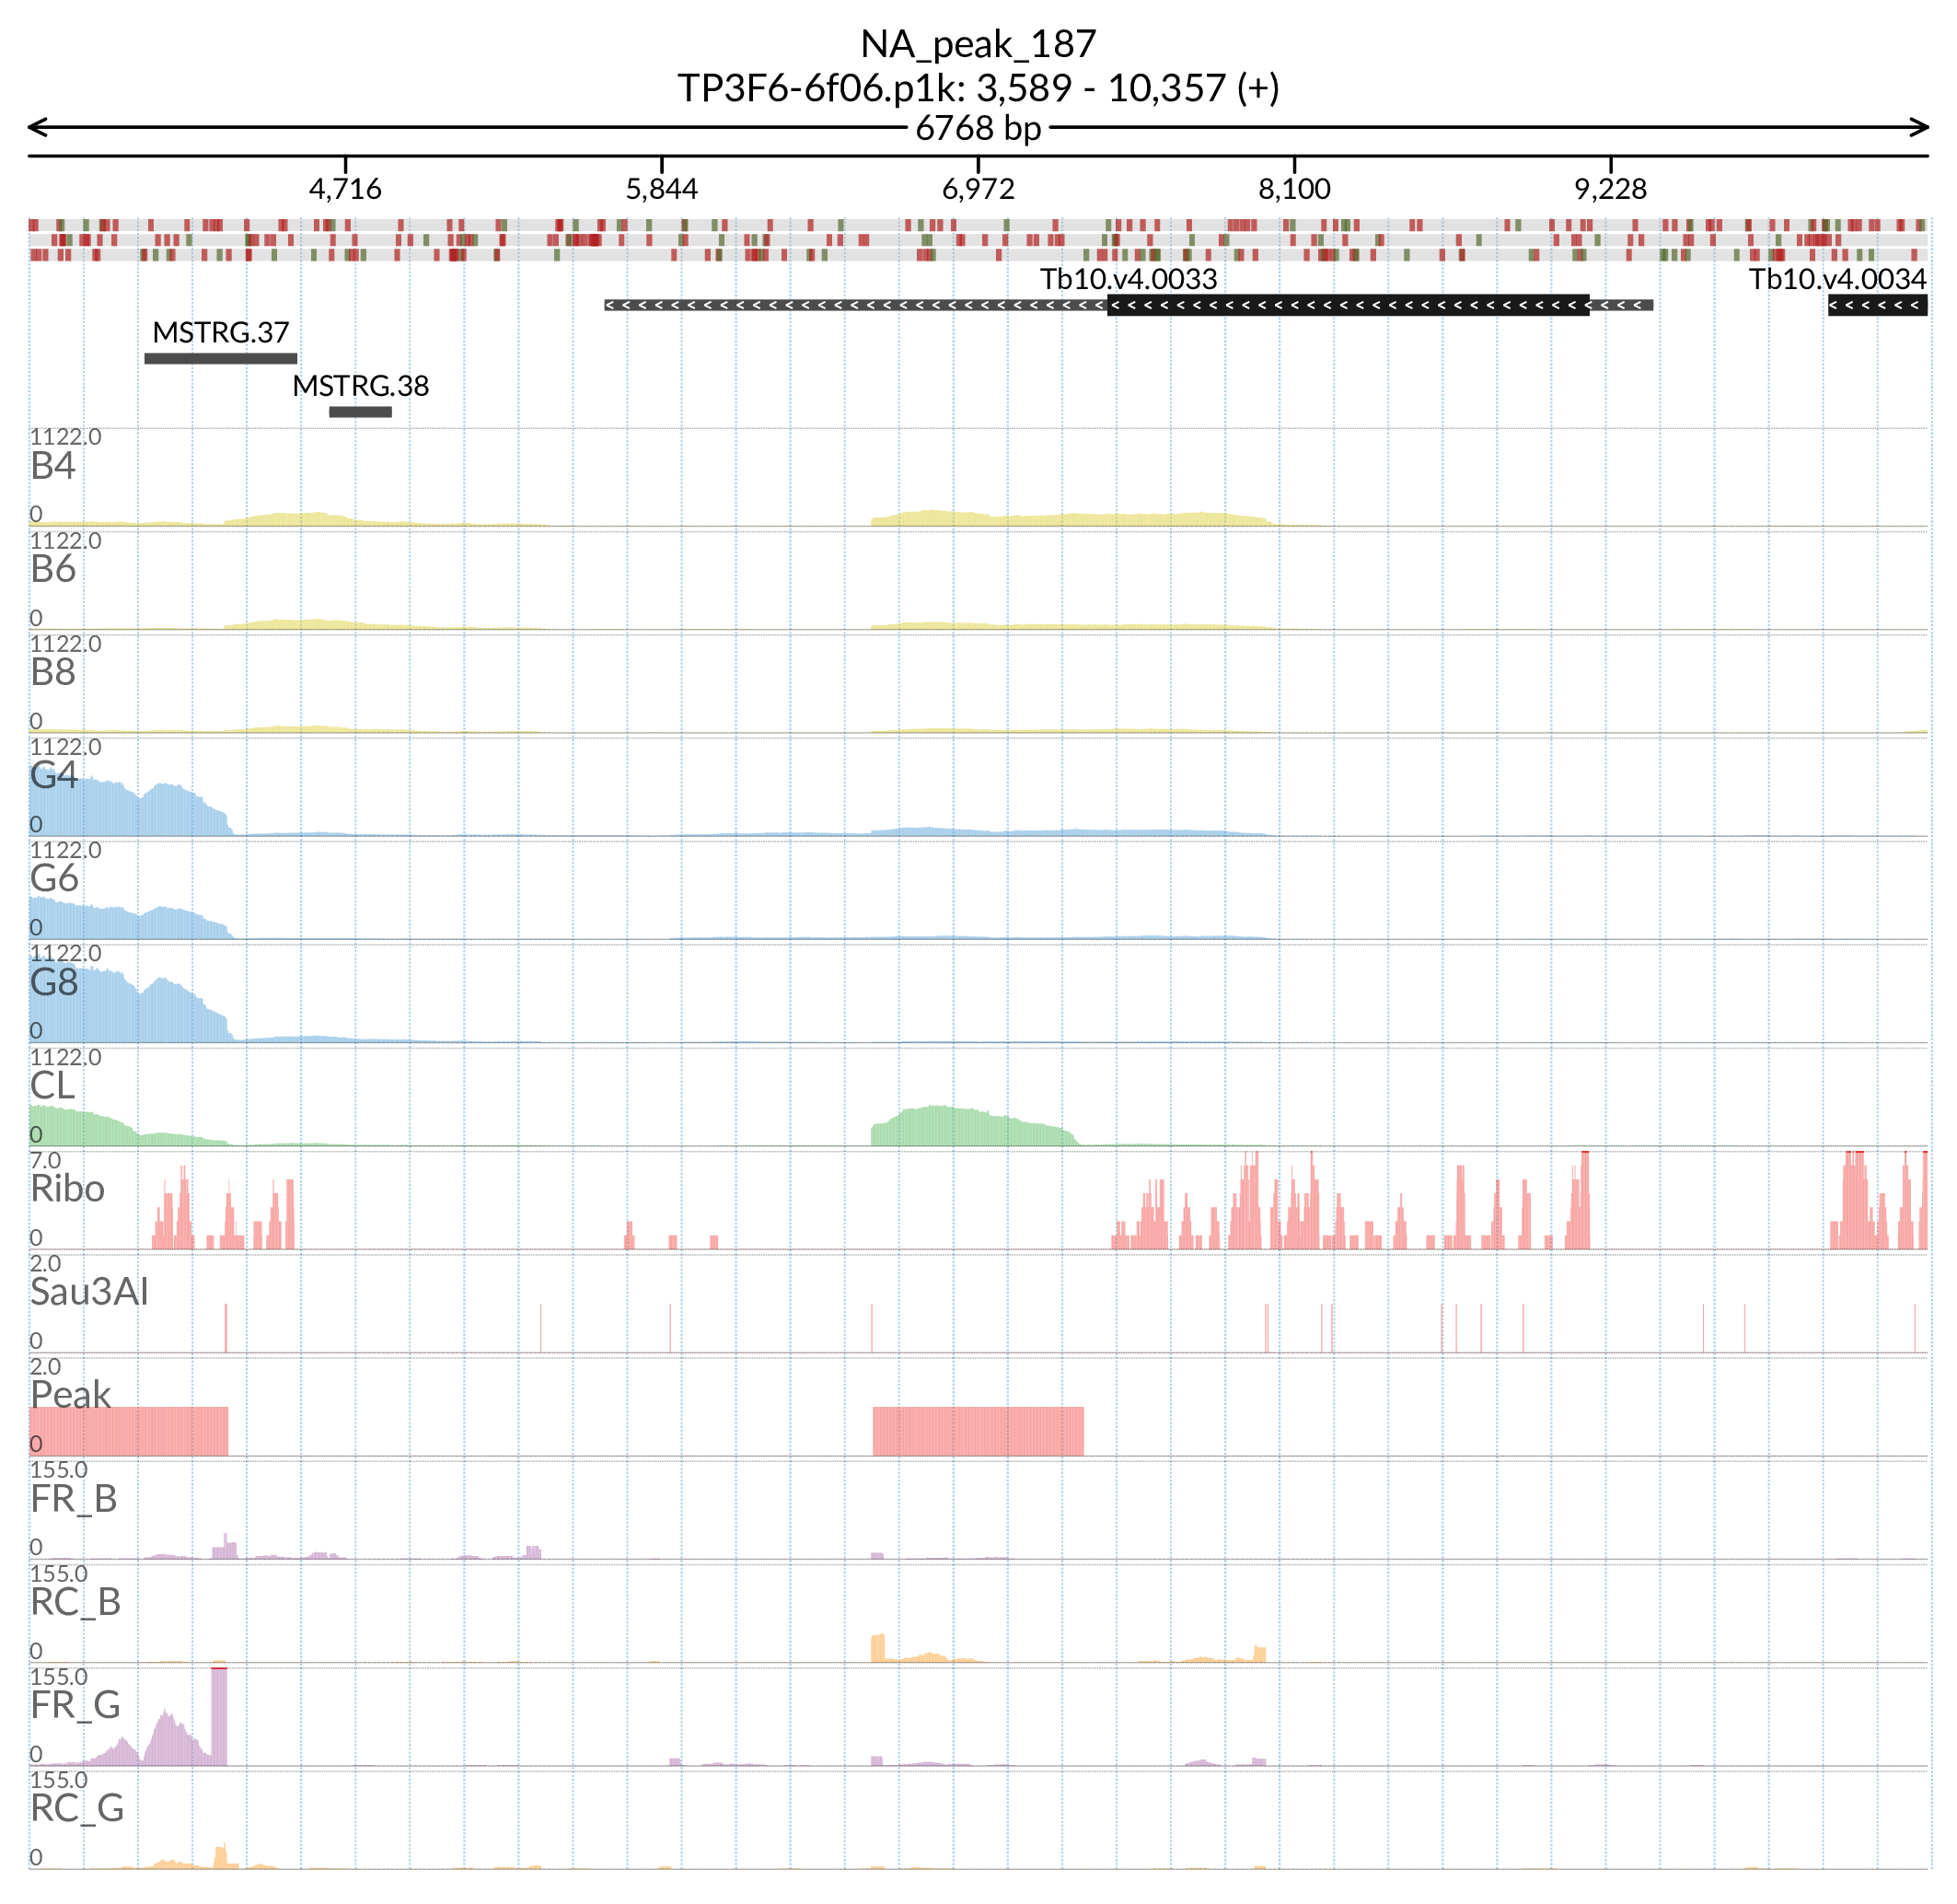 NA_peak_187
TP3F6-6f06.p1k: 3,589 - 10,357 (+)
6768 bp
4,716 5,844 6,972 8,100 9,228
Tb10.v4.0033 Tb10.v4.0034
MSTRG.37
MSTRG.38
1122.0
B4
0
1122.0
B6
0
1122.0
B8
0
1122.0
G4
0
1122.0
G6
0
1122.0
G8
0
1122.0
CL
0
7.0
Ribo
0
2.0
Sau3AI
0
2.0
Peak
0
155.0
FR_B
0
155.0
RC_B
0
155.0
FR_G
0
155.0
RC_G
0